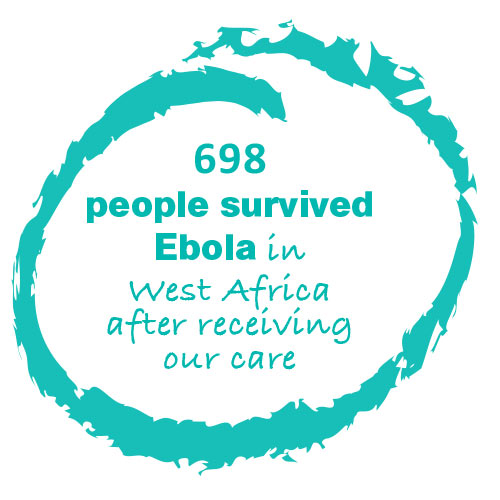 698
people survived
Ebola in
West Africa
after receiving
our care